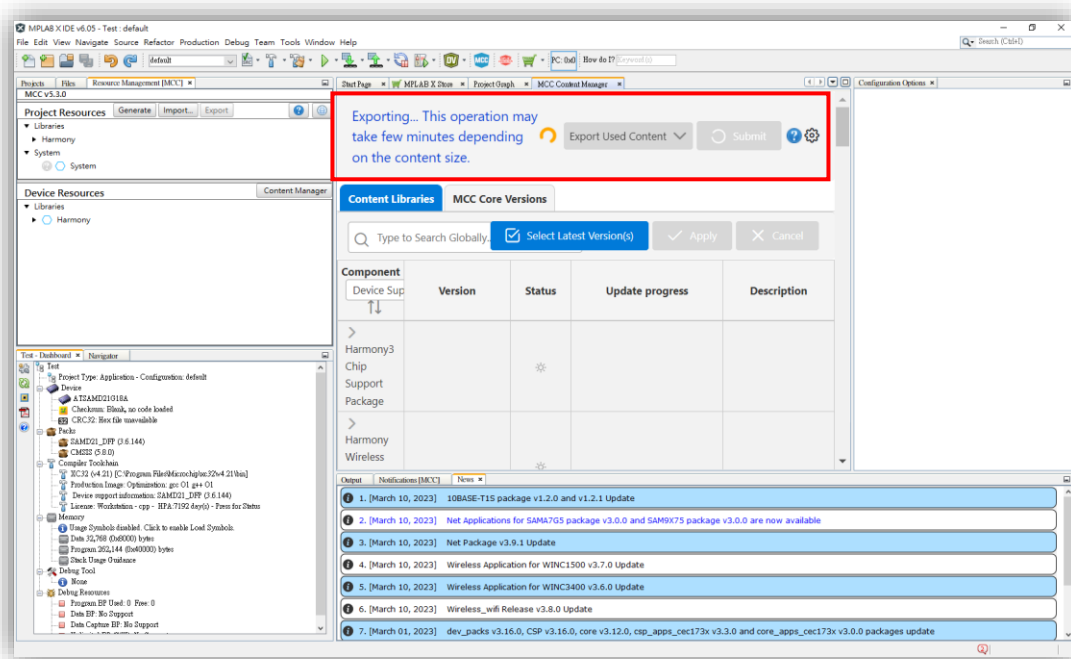 MPLAB X IDE v6.05 - Test : default
File Edit View Navigate Source Refactor Production Debug Team Tools Window Help
Search (Ctrl+I)
default
PC: 0x0 How do I? Keyword(s)
Projects Files Resource Management [MCC] ×
MCC v5.3.0
Project Resources Generate Import... Export
Libraries
Harmony
System
System
Device Resources Content Manager
Libraries
Harmony
Start Page × MPLAB X Store × Project Graph × MCC Content Manager ×
Exporting... This operation may
take few minutes depending
on the content size.
Export Used Content Submit
Content Libraries MCC Core Versions
Type to Search Globally. Select Latest Version(s) Apply Cancel
Component
Device Sup
Version Status Update progress Description
Harmony3
Chip
Support
Package
Harmony
Wireless
Configuration Options ×
Test - Dashboard × Navigator
Test
Project Type: Application - Configuration: default
Device
ATSAMD21G18A
Checksum: Blank, no code loaded
CRC32: Hex file unavailable
Packs
SAMD21_DFP (3.6.144)
CMSIS (5.8.0)
Compiler Toolchain
XC32 (v4.21) [C:\Program Files\Microchip\xc32\v4.21\bin]
Production Image: Optimization: gcc O1 g++ O1
Device support information: SAMD21_DFP (3.6.144)
License: Workstation - cpp - HPA:7192 day(s) - Press for Status
Memory
Usage Symbols disabled. Click to enable Load Symbols.
Data 32,768 (0x8000) bytes
Program 262,144 (0x40000) bytes
Stack Usage Guidance
Debug Tool
None
Debug Resources
Program BP Used: 0 Free: 0
Data BP: No Support
Data Capture BP: No Support
Output Notifications [MCC] News ×
1. [March 10, 2023] 10BASE-T1S package v1.2.0 and v1.2.1 Update
2. [March 10, 2023] Net Applications for SAMA7G5 package v3.0.0 and SAM9X75 package v3.0.0 are now available
3. [March 10, 2023] Net Package v3.9.1 Update
4. [March 10, 2023] Wireless Application for WINC1500 v3.7.0 Update
5. [March 10, 2023] Wireless Application for WINC3400 v3.6.0 Update
6. [March 10, 2023] Wireless_wifi Release v3.8.0 Update
7. [March 01, 2023] dev_packs v3.16.0, CSP v3.16.0, core v3.12.0, csp_apps_cec173x v3.3.0 and core_apps_cec173x v3.0.0 packages update